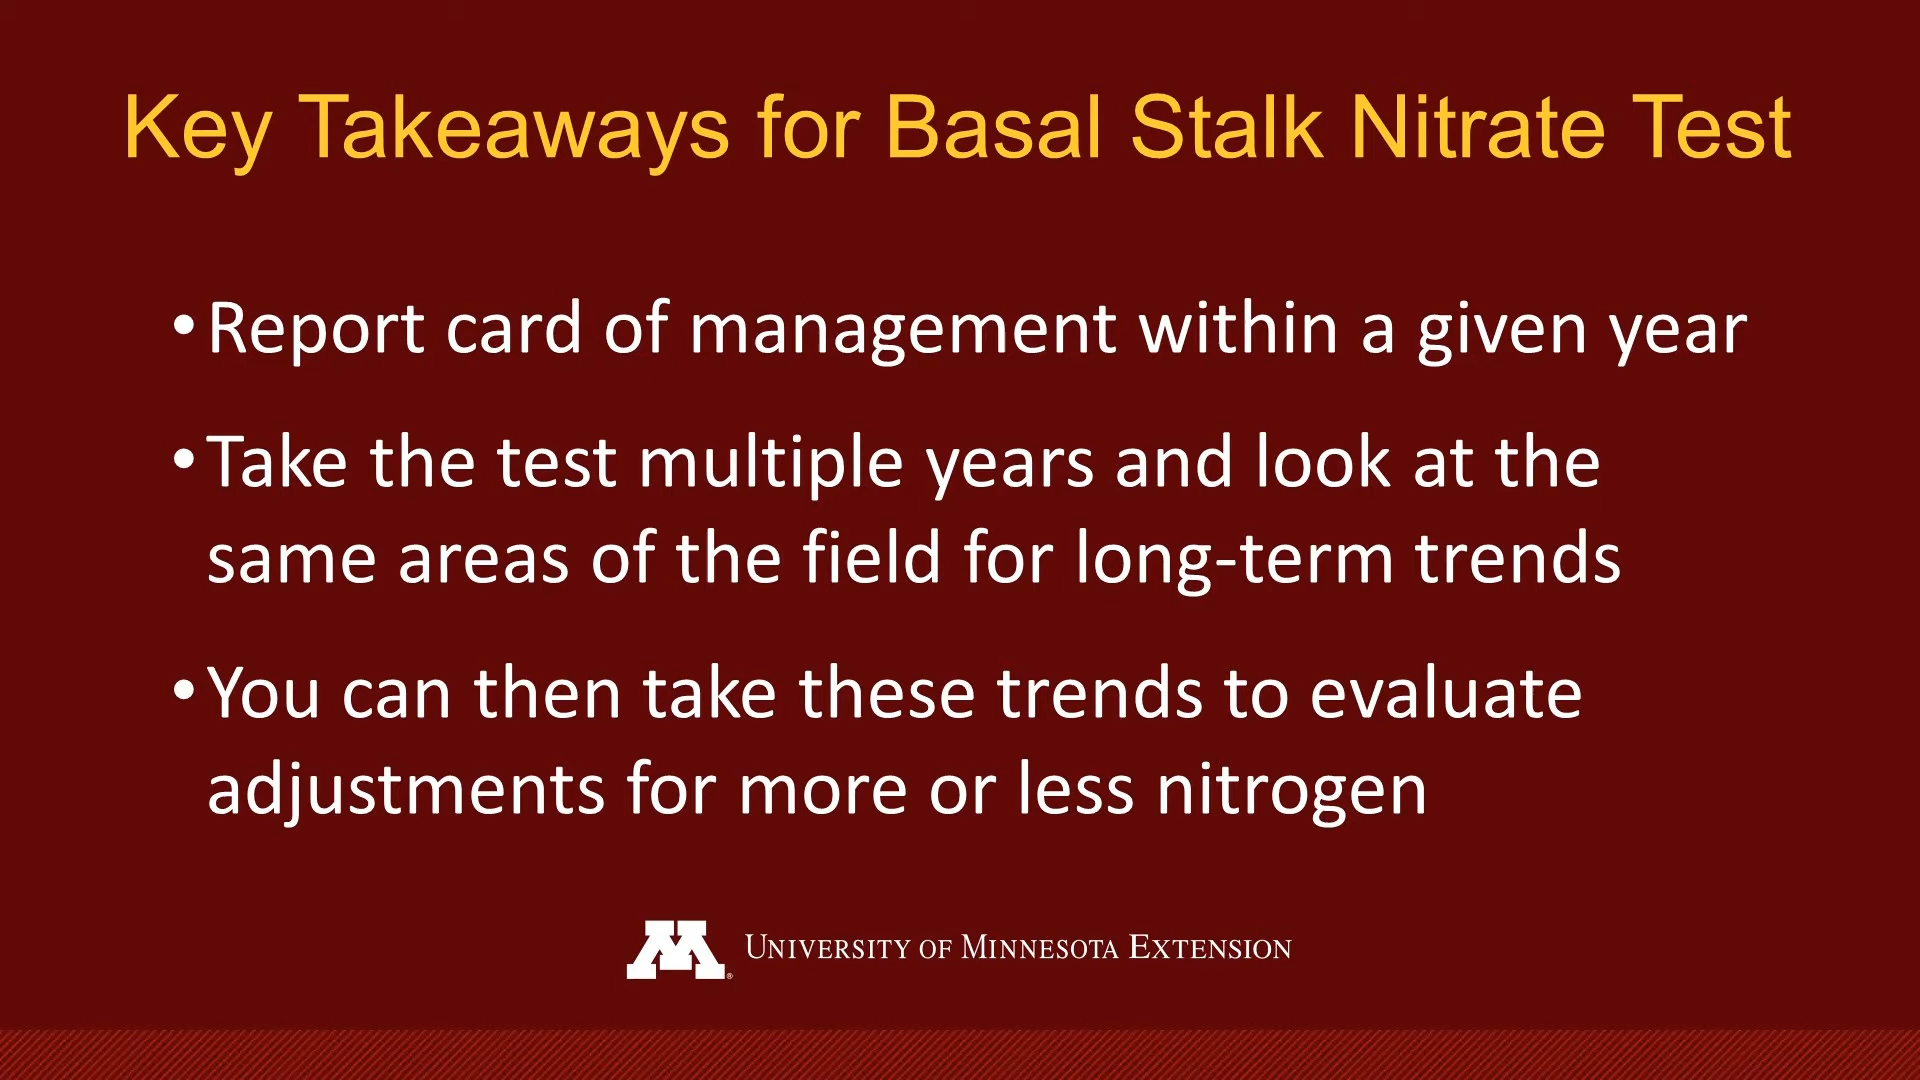 Key Takeaways for Basal Stalk Nitrate Test
•Report card of management within a given year
•Take the test multiple years and look at the
same areas of the field for long-term trends
•You can then take these trends to evaluate
adjustments for more or less nitrogen
M® UNIVERSITY OF MINNESOTA EXTENSION